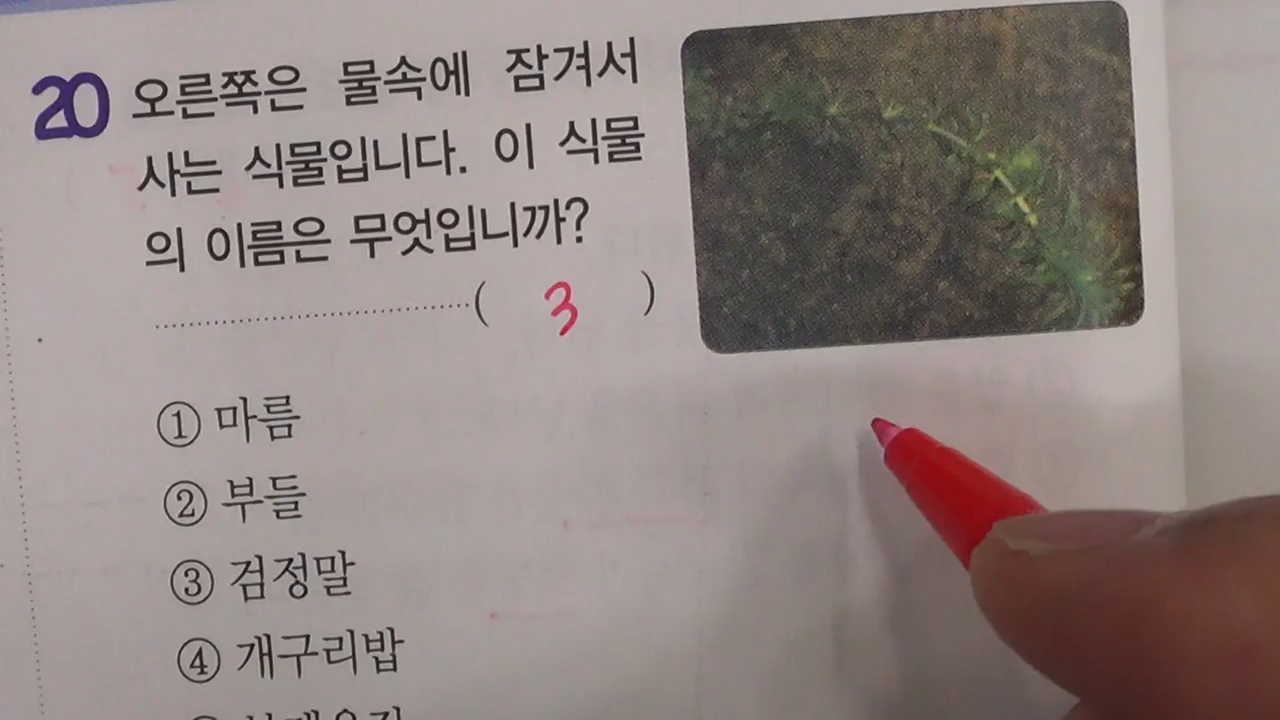 20 오른쪽은 물속에 잠겨서
사는 식물입니다. 이 식물
의 이름은 무엇입니까?
( 3 )
① 마름
② 부들
③ 검정말
④ 개구리밥